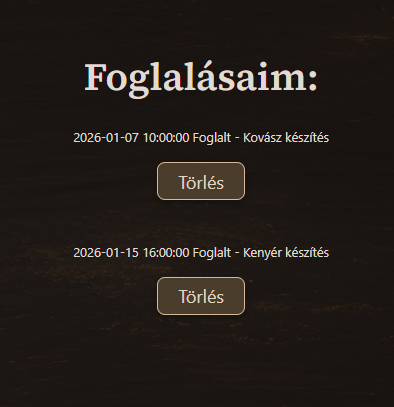 Foglalásaim:
2026-01-07 10:00:00 Foglalt - Kovász készítés
Törlés
2026-01-15 16:00:00 Foglalt - Kenyér készítés
Törlés